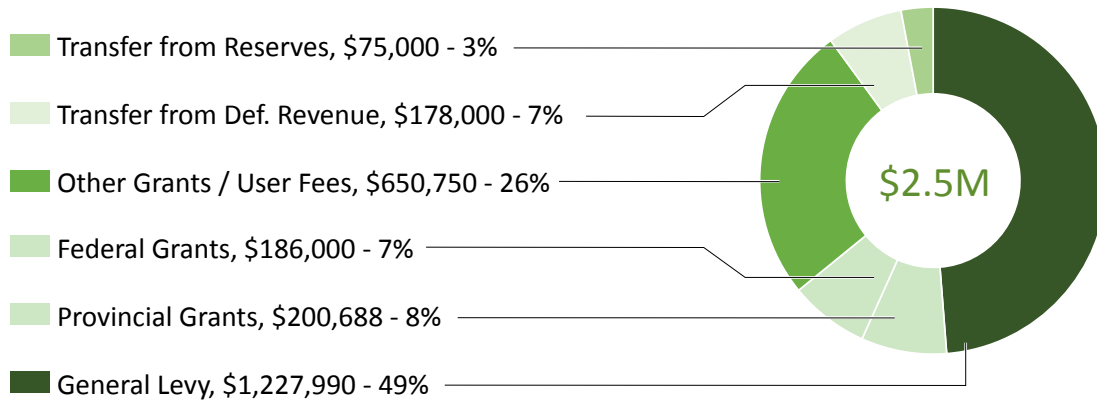 Transfer from Reserves, $75,000 - 3%
Transfer from Def. Revenue, $178,000 - 7%
Other Grants / User Fees, $650,750 - 26%
$2.5M
Federal Grants, $186,000 - 7%
Provincial Grants, $200,688 - 8%
General Levy, $1,227,990 - 49%